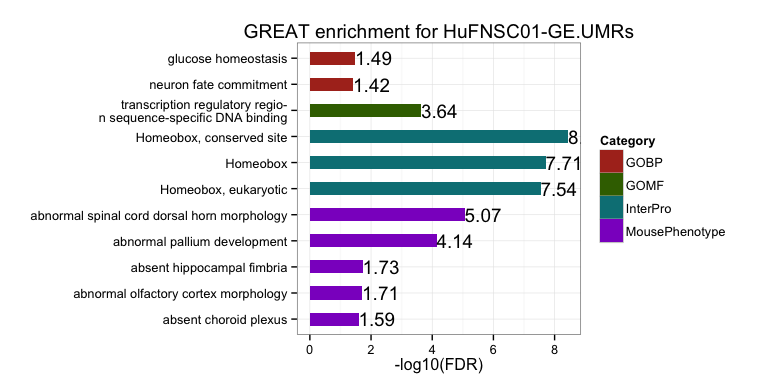 GREAT enrichment for HuFNSC01-GE.UMRs
glucose homeostasis
1.49
neuron fate commitment
1.42
transcription regulatory regio-
n sequence-specific DNA binding
3.64
Homeobox, conserved site
8
Homeobox
7.71
Homeobox, eukaryotic
7.54
abnormal spinal cord dorsal horn morphology
5.07
abnormal pallium development
4.14
absent hippocampal fimbria
1.73
abnormal olfactory cortex morphology
1.71
absent choroid plexus
1.59
0 2 4 6 8
-log10(FDR)
Category
GOBP
GOMF
InterPro
MousePhenotype